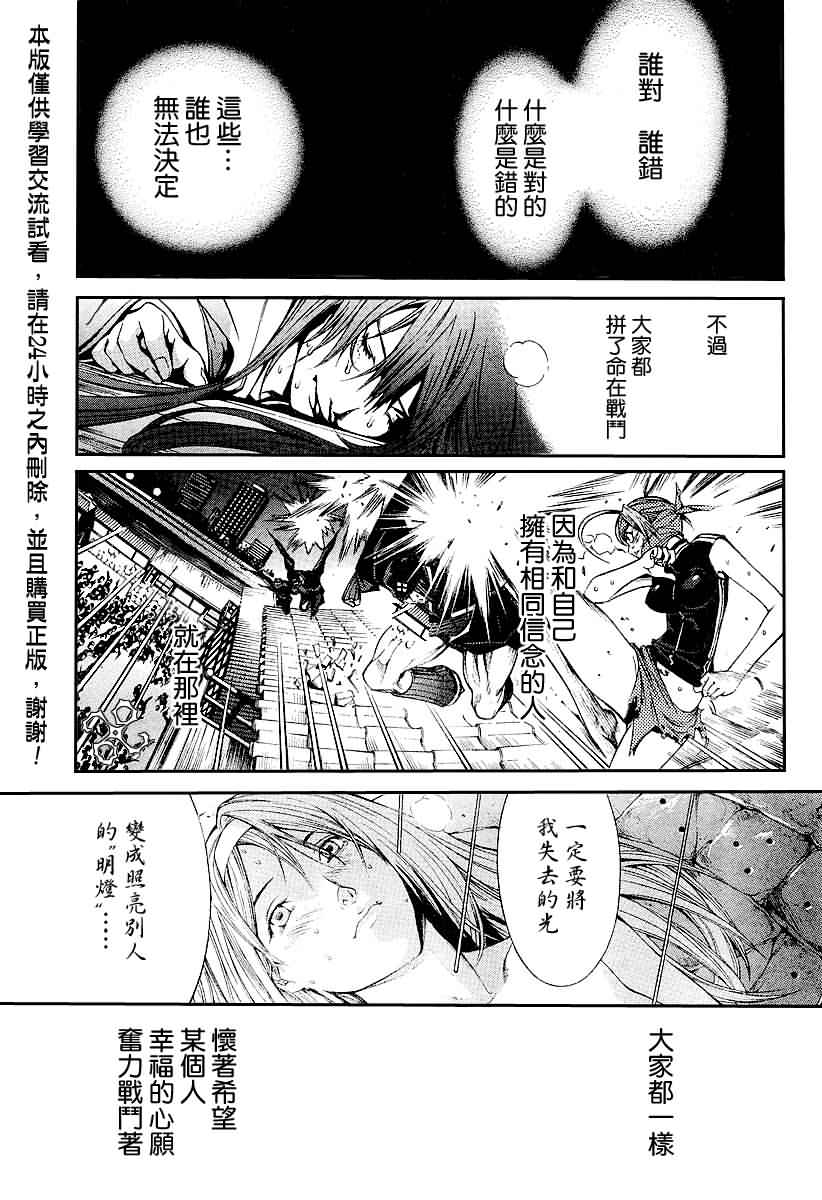 誰對 誰錯
什麼是對的
什麼是錯的
這些…
誰也
無法決定
不過
大家都
拼了命在戰鬥
因為和自己
擁有相同信念的人
就在那裡
一定要將
我失去的光
變成照亮別人
的"明燈"……
大家都一樣
懷著希望
某個人
幸福的心願
奮力戰鬥著
本版僅供學習交流試看，請在24小時之內刪除，並且購買正版，謝謝！